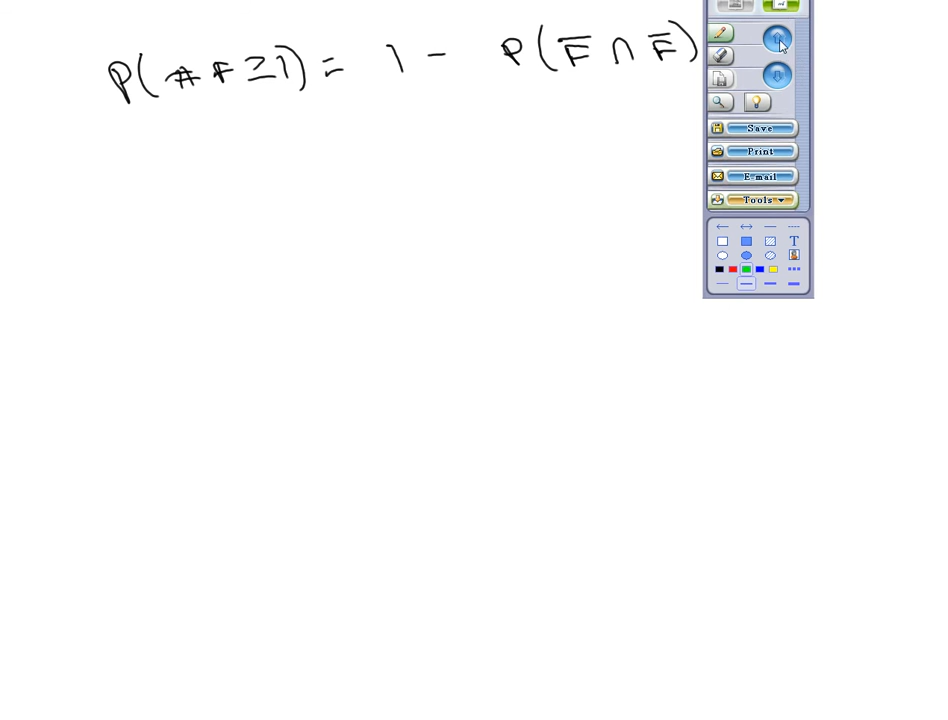 P(# F ≥ 1) = 1 - P(F̅ ∩ F̅)
Save
Print
E-mail
Tools
T